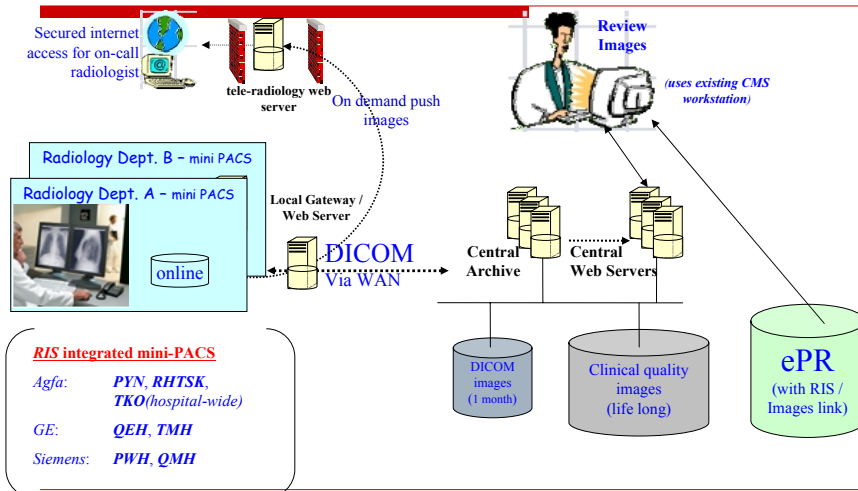 Secured internet
access for on-call
radiologist
tele-radiology web
server
On demand push
images
Review
Images
(uses existing CMS
workstation)
Radiology Dept. B – mini PACS
Radiology Dept. A – mini PACS
online
Local Gateway /
Web Server
DICOM
Via WAN
Central
Archive
Central
Web Servers
RIS integrated mini-PACS
Agfa: PYN, RHTSK,
TKO(hospital-wide)
GE: QEH, TMH
Siemens: PWH, QMH
DICOM
images
(1 month)
Clinical quality
images
(life long)
ePR
(with RIS /
Images link)